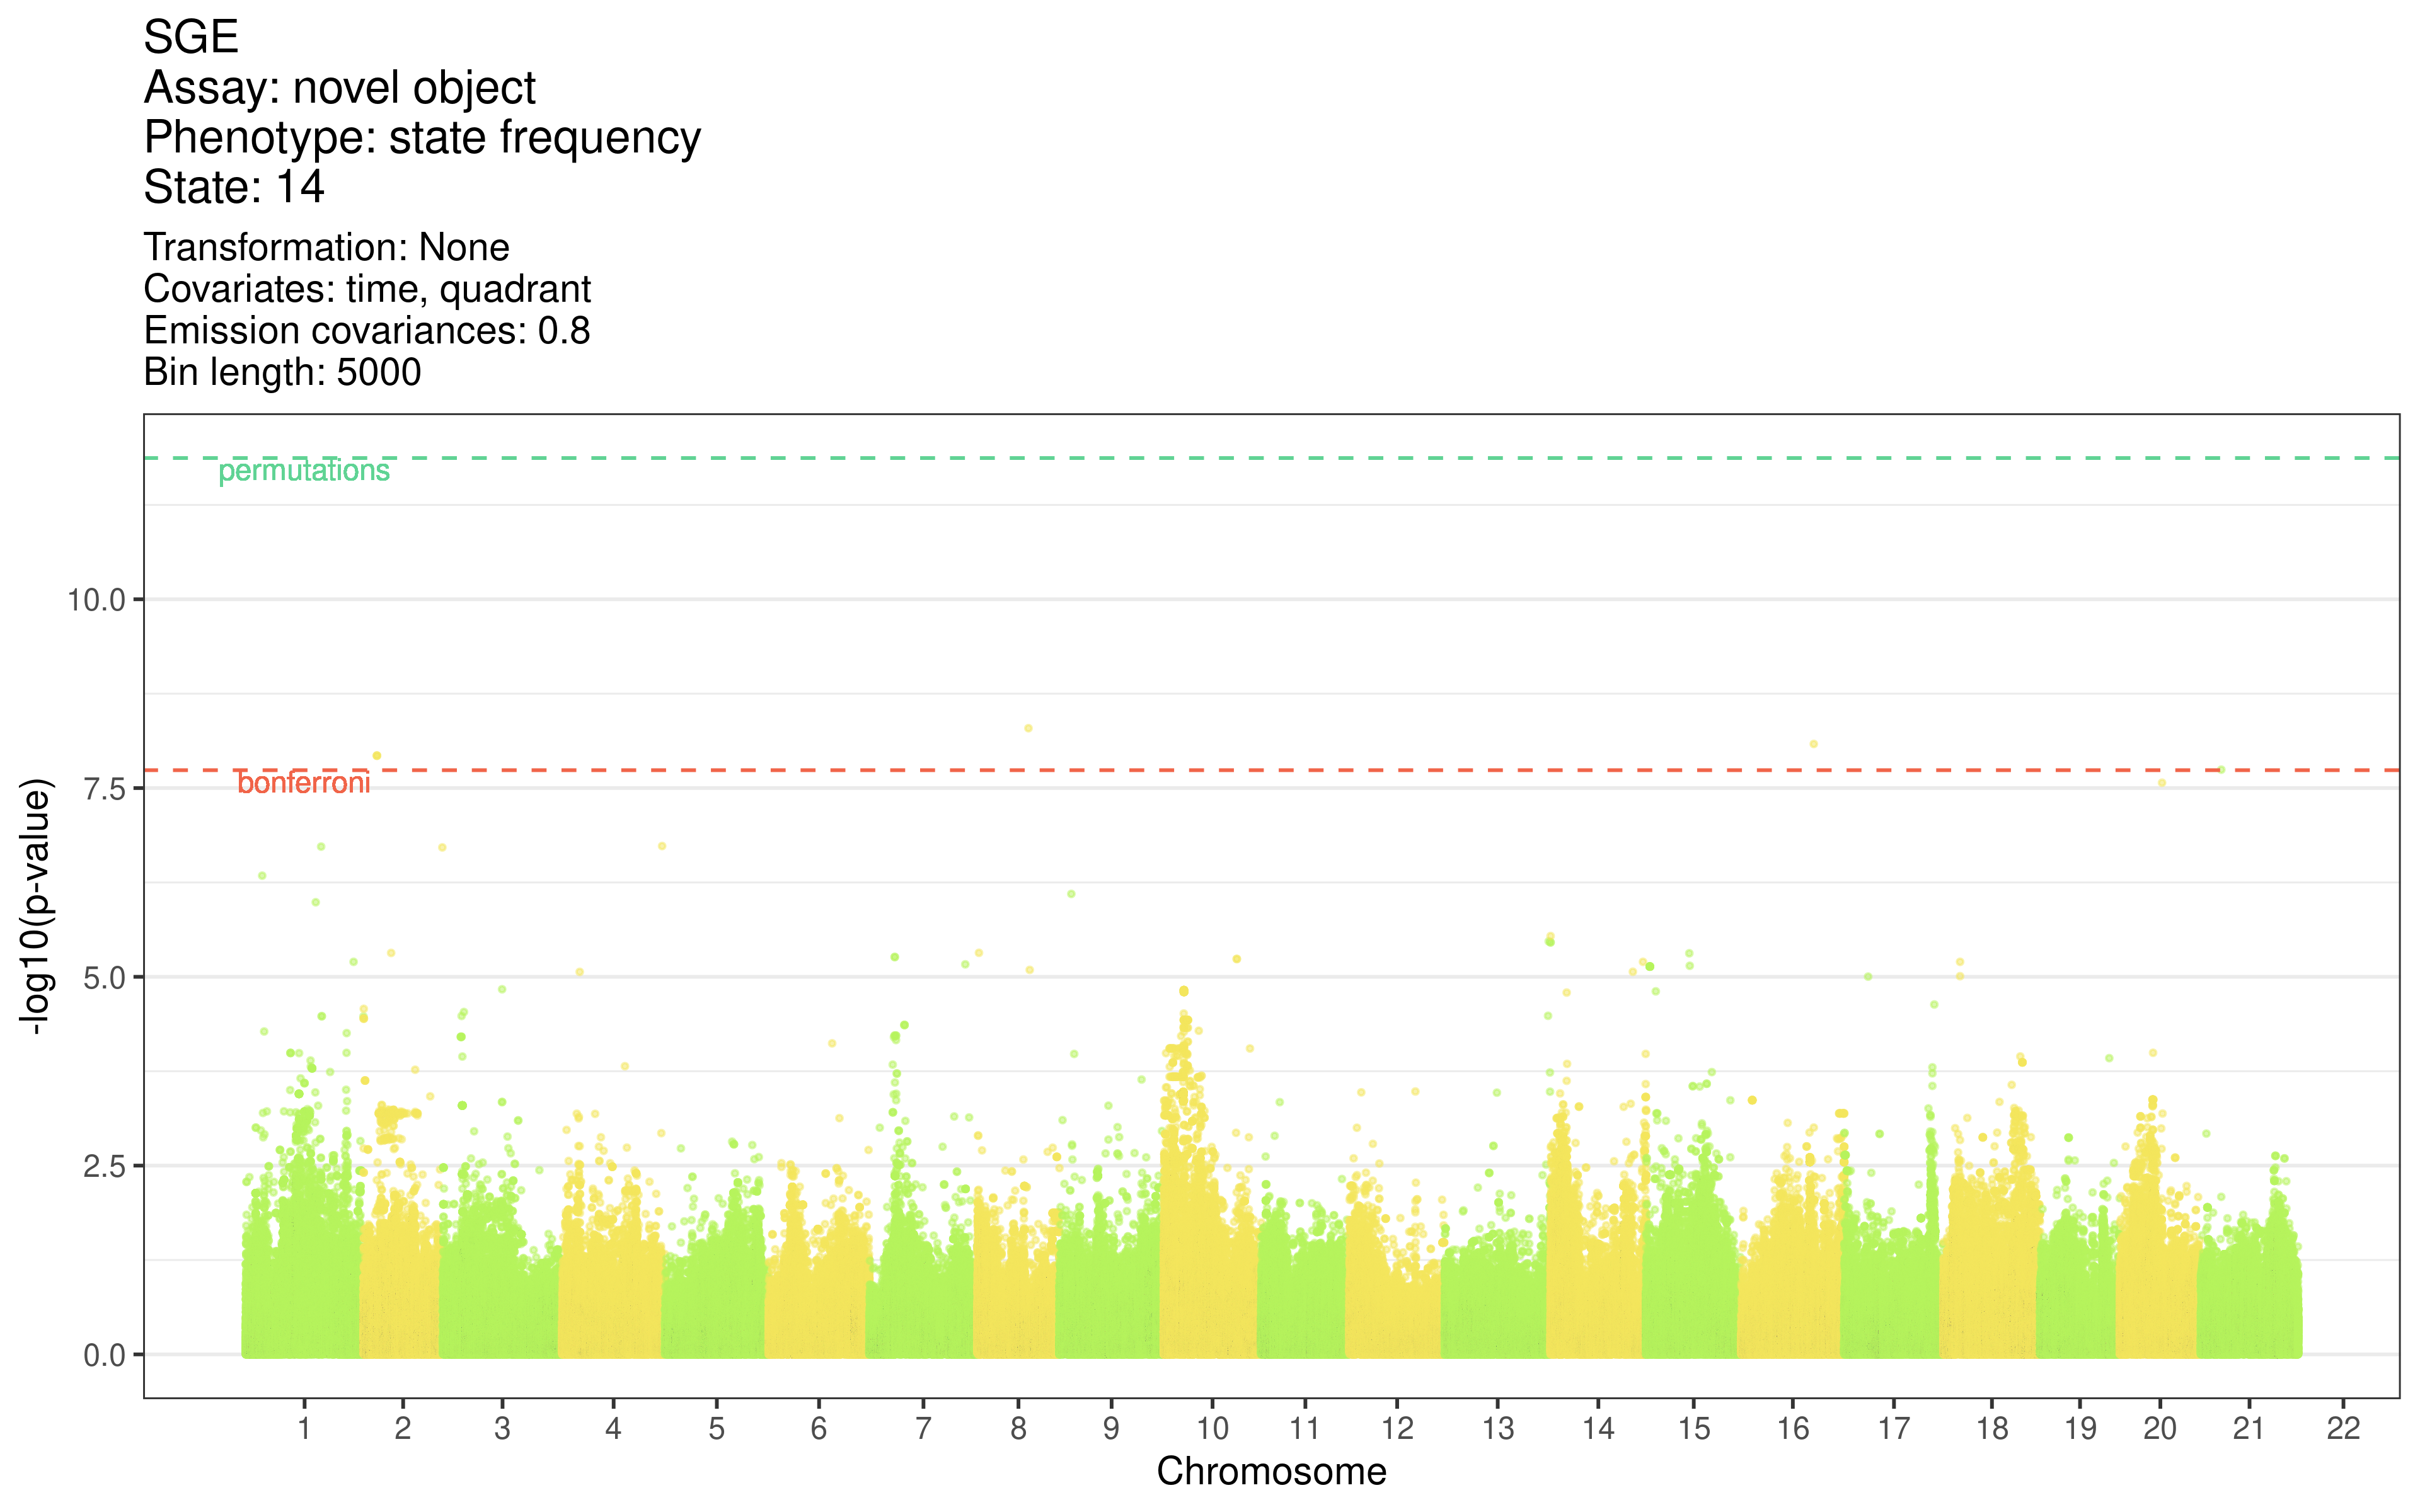 SGE
Assay: novel object
Phenotype: state frequency
State: 14
Transformation: None
Covariates: time, quadrant
Emission covariances: 0.8
Bin length: 5000
permutations
10.0
bonferroni
7.5
5.0
2.5
0.0
-log10(p-value)
1 2 3 4 5 6 7 8 9 10 11 12 13 14 15 16 17 18 19 20 21 22
Chromosome